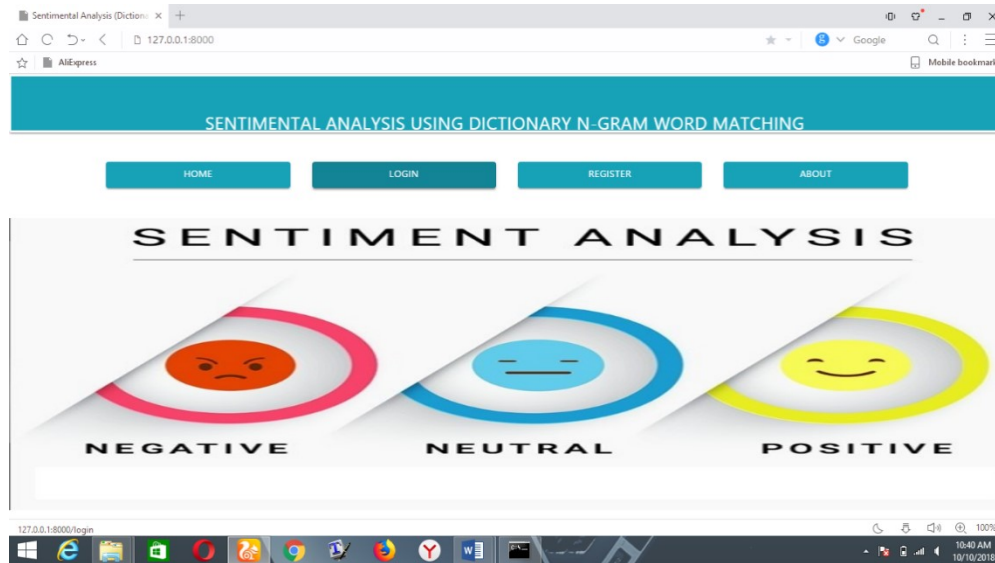 Sentimental Analysis (Dictiona
127.0.0.1:8000
Google
AliExpress
Mobile bookmark
SENTIMENTAL ANALYSIS USING DICTIONARY N-GRAM WORD MATCHING
HOME LOGIN REGISTER ABOUT
SENTIMENT ANALYSIS
NEGATIVE NEUTRAL POSITIVE
127.0.0.1:8000/login
100%
10:40 AM
10/10/2018